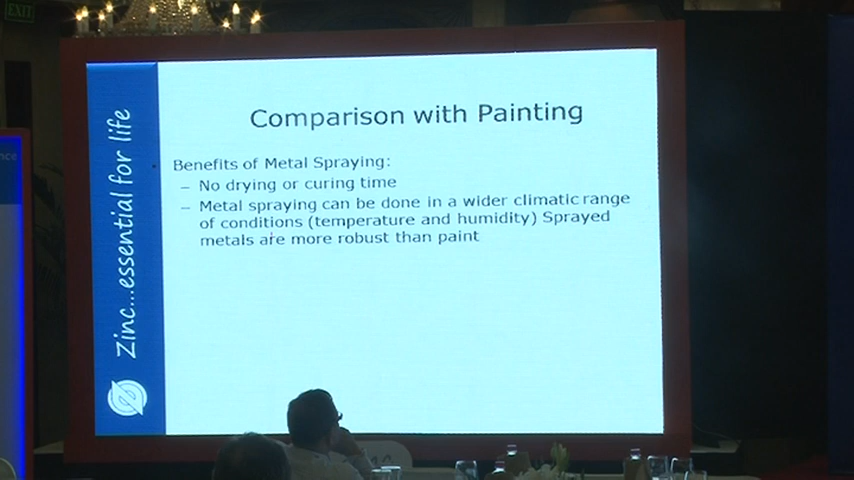 EXIT
nce
Zinc...essential for life
Comparison with Painting
Benefits of Metal Spraying:
– No drying or curing time
– Metal spraying can be done in a wider climatic range
of conditions (temperature and humidity) Sprayed
metals are more robust than paint